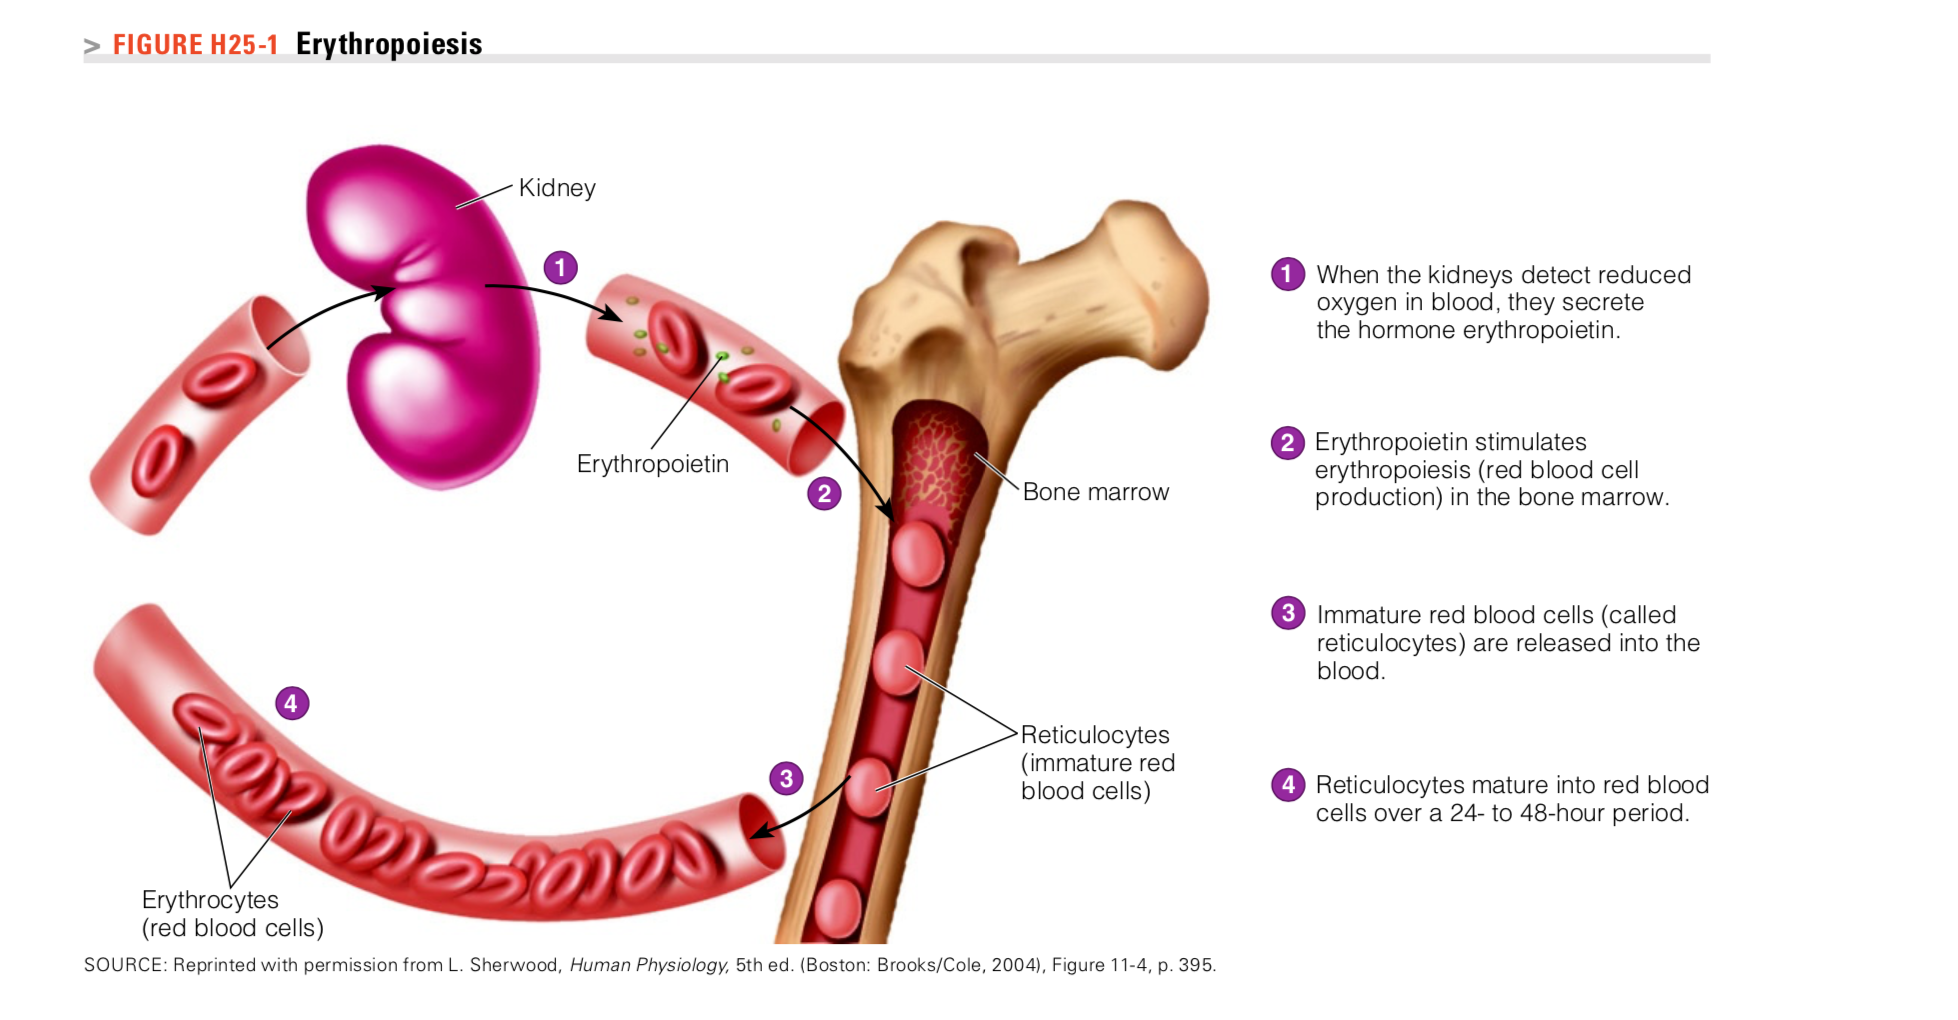 > FIGURE H25-1 Erythropoiesis
Kidney
1
Erythropoietin
2
Bone marrow
Reticulocytes
(immature red
blood cells)
3
4
Erythrocytes
(red blood cells)
1 When the kidneys detect reduced
oxygen in blood, they secrete
the hormone erythropoietin.
2 Erythropoietin stimulates
erythropoiesis (red blood cell
production) in the bone marrow.
3 Immature red blood cells (called
reticulocytes) are released into the
blood.
4 Reticulocytes mature into red blood
cells over a 24- to 48-hour period.
SOURCE: Reprinted with permission from L. Sherwood, Human Physiology, 5th ed. (Boston: Brooks/Cole, 2004), Figure 11-4, p. 395.